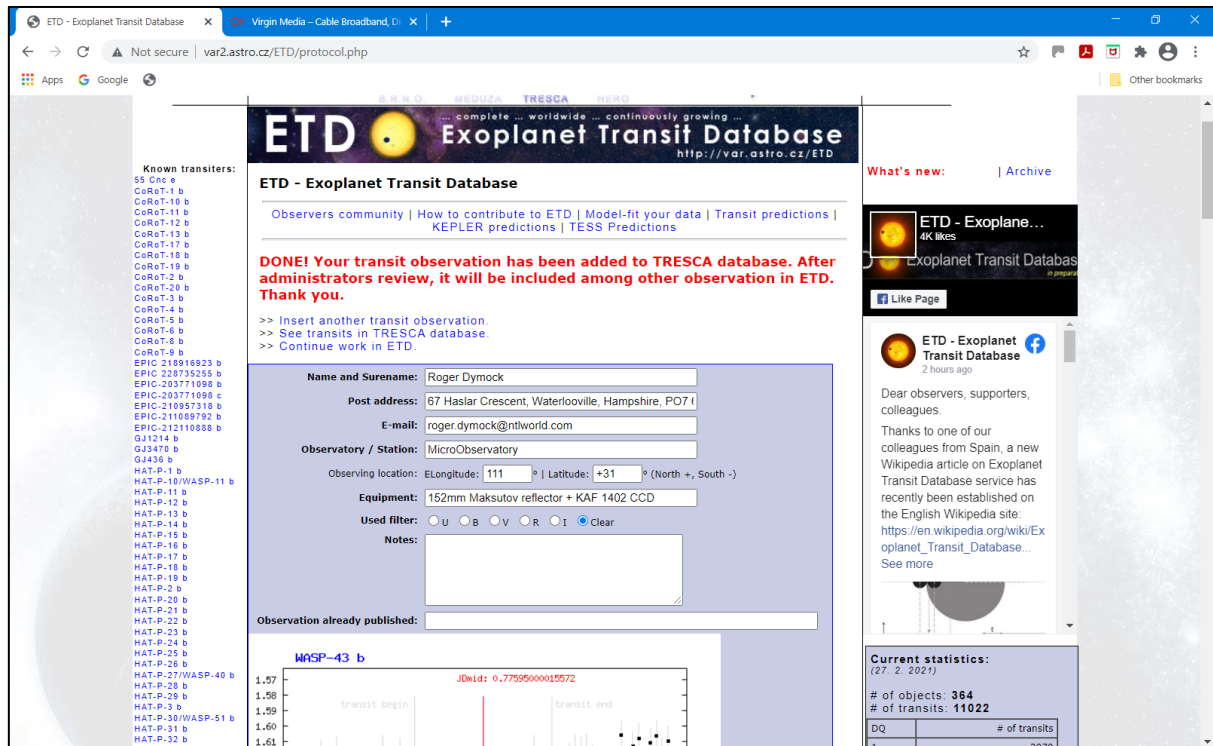 ETD - Exoplanet Transit Database
Virgin Media – Cable Broadband, Di
Not secure | var2.astro.cz/ETD/protocol.php
Apps
Google
Other bookmarks
B.R.N.O. MEDUZA TRESCA HERO
ETD
... complete ... worldwide ... continuously growing ...
Exoplanet Transit Database
http://var.astro.cz/ETD
Known transiters:
55 Cnc e
CoRoT-1 b
CoRoT-10 b
CoRoT-11 b
CoRoT-12 b
CoRoT-13 b
CoRoT-17 b
CoRoT-18 b
CoRoT-19 b
CoRoT-2 b
CoRoT-20 b
CoRoT-3 b
CoRoT-4 b
CoRoT-5 b
CoRoT-6 b
CoRoT-8 b
CoRoT-9 b
EPIC 218916923 b
EPIC 228735255 b
EPIC-203771098 b
EPIC-203771098 c
EPIC-210957318 b
EPIC-211089792 b
EPIC-212110888 b
GJ1214 b
GJ3470 b
GJ436 b
HAT-P-1 b
HAT-P-10/WASP-11 b
HAT-P-11 b
HAT-P-12 b
HAT-P-13 b
HAT-P-14 b
HAT-P-15 b
HAT-P-16 b
HAT-P-17 b
HAT-P-18 b
HAT-P-19 b
HAT-P-2 b
HAT-P-20 b
HAT-P-21 b
HAT-P-22 b
HAT-P-23 b
HAT-P-24 b
HAT-P-25 b
HAT-P-26 b
HAT-P-27/WASP-40 b
HAT-P-28 b
HAT-P-29 b
HAT-P-3 b
HAT-P-30/WASP-51 b
HAT-P-31 b
HAT-P-32 b
ETD - Exoplanet Transit Database
Observers community | How to contribute to ETD | Model-fit your data | Transit predictions |
KEPLER predictions | TESS Predictions
DONE! Your transit observation has been added to TRESCA database. After
administrators review, it will be included among other observation in ETD.
Thank you.
>> Insert another transit observation.
>> See transits in TRESCA database.
>> Continue work in ETD.
Name and Surename: Roger Dymock
Post address: 67 Haslar Crescent, Waterlooville, Hampshire, PO7 6
E-mail: roger.dymock@ntlworld.com
Observatory / Station: MicroObservatory
Observing location: ELongitude: 111 ° | Latitude: +31 ° (North +, South -)
Equipment: 152mm Maksutov reflector + KAF 1402 CCD
Used filter: U B V R I Clear
Notes:
Observation already published:
WASP-43 b
JDmid: 0.77595000015572
transit begin
transit end
1.57
1.58
1.59
1.60
1.61
What's new: | Archive
ETD - Exoplane...
4K likes
Exoplanet Transit Databas
in prepara
Like Page
ETD - Exoplanet
Transit Database
2 hours ago
Dear observers, supporters,
colleagues.
Thanks to one of our
colleagues from Spain, a new
Wikipedia article on Exoplanet
Transit Database service has
recently been established on
the English Wikipedia site:
https://en.wikipedia.org/wiki/Ex
oplanet_Transit_Database...
See more
Current statistics:
(27. 2. 2021)
# of objects: 364
# of transits: 11022
DQ # of transits